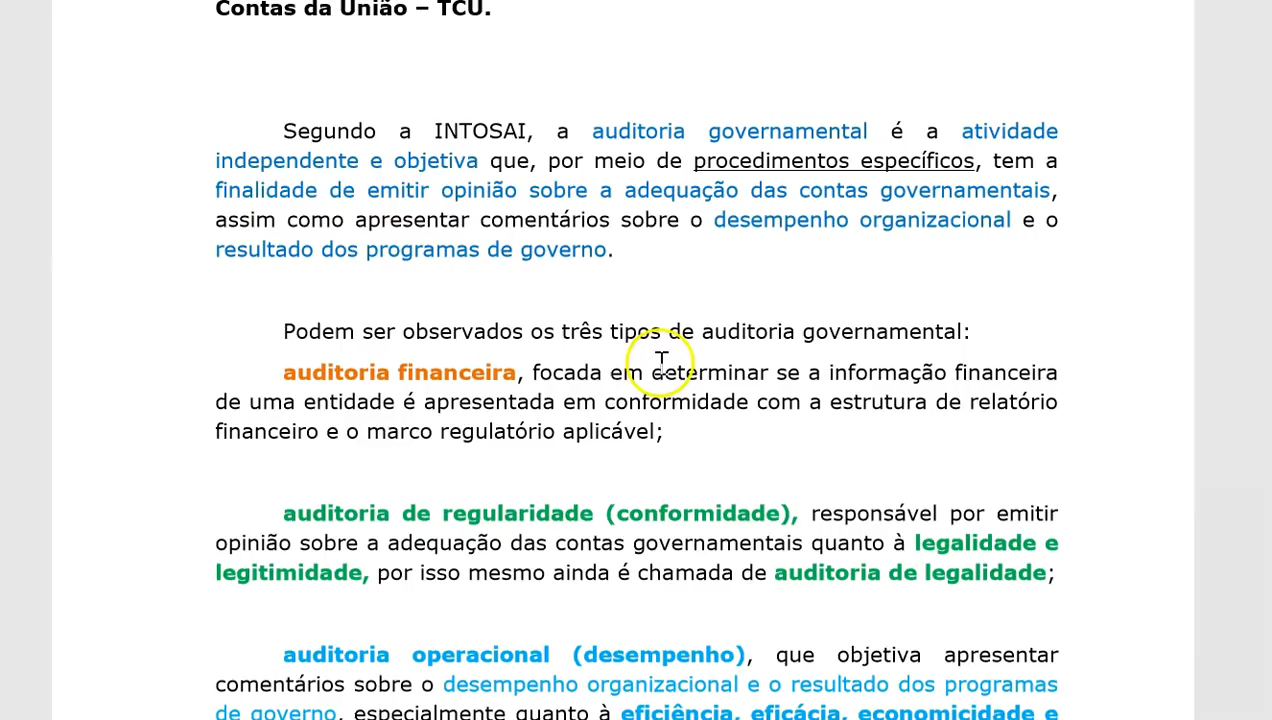 Contas da União – TCU.
Segundo a INTOSAI, a auditoria governamental é a atividade
independente e objetiva que, por meio de procedimentos específicos, tem a
finalidade de emitir opinião sobre a adequação das contas governamentais,
assim como apresentar comentários sobre o desempenho organizacional e o
resultado dos programas de governo.
Podem ser observados os três tipos de auditoria governamental:
auditoria financeira, focada em determinar se a informação financeira
de uma entidade é apresentada em conformidade com a estrutura de relatório
financeiro e o marco regulatório aplicável;
auditoria de regularidade (conformidade), responsável por emitir
opinião sobre a adequação das contas governamentais quanto à legalidade e
legitimidade, por isso mesmo ainda é chamada de auditoria de legalidade;
auditoria operacional (desempenho), que objetiva apresentar
comentários sobre o desempenho organizacional e o resultado dos programas
de governo, especialmente quanto à eficiência, eficácia, economicidade e